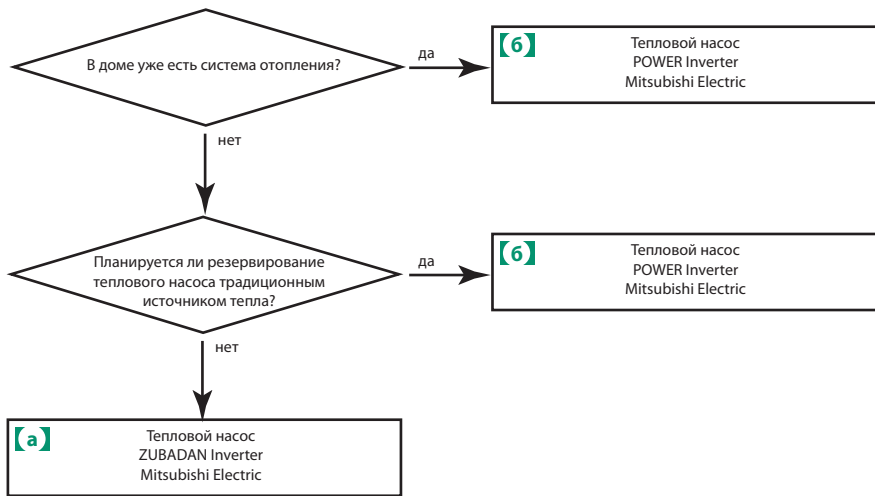 В доме уже есть система отопления?
да
【б】
Тепловой насос
POWER Inverter
Mitsubishi Electric
нет
Планируется ли резервирование
теплового насоса традиционным
источником тепла?
да
【б】
Тепловой насос
POWER Inverter
Mitsubishi Electric
нет
【а】
Тепловой насос
ZUBADAN Inverter
Mitsubishi Electric